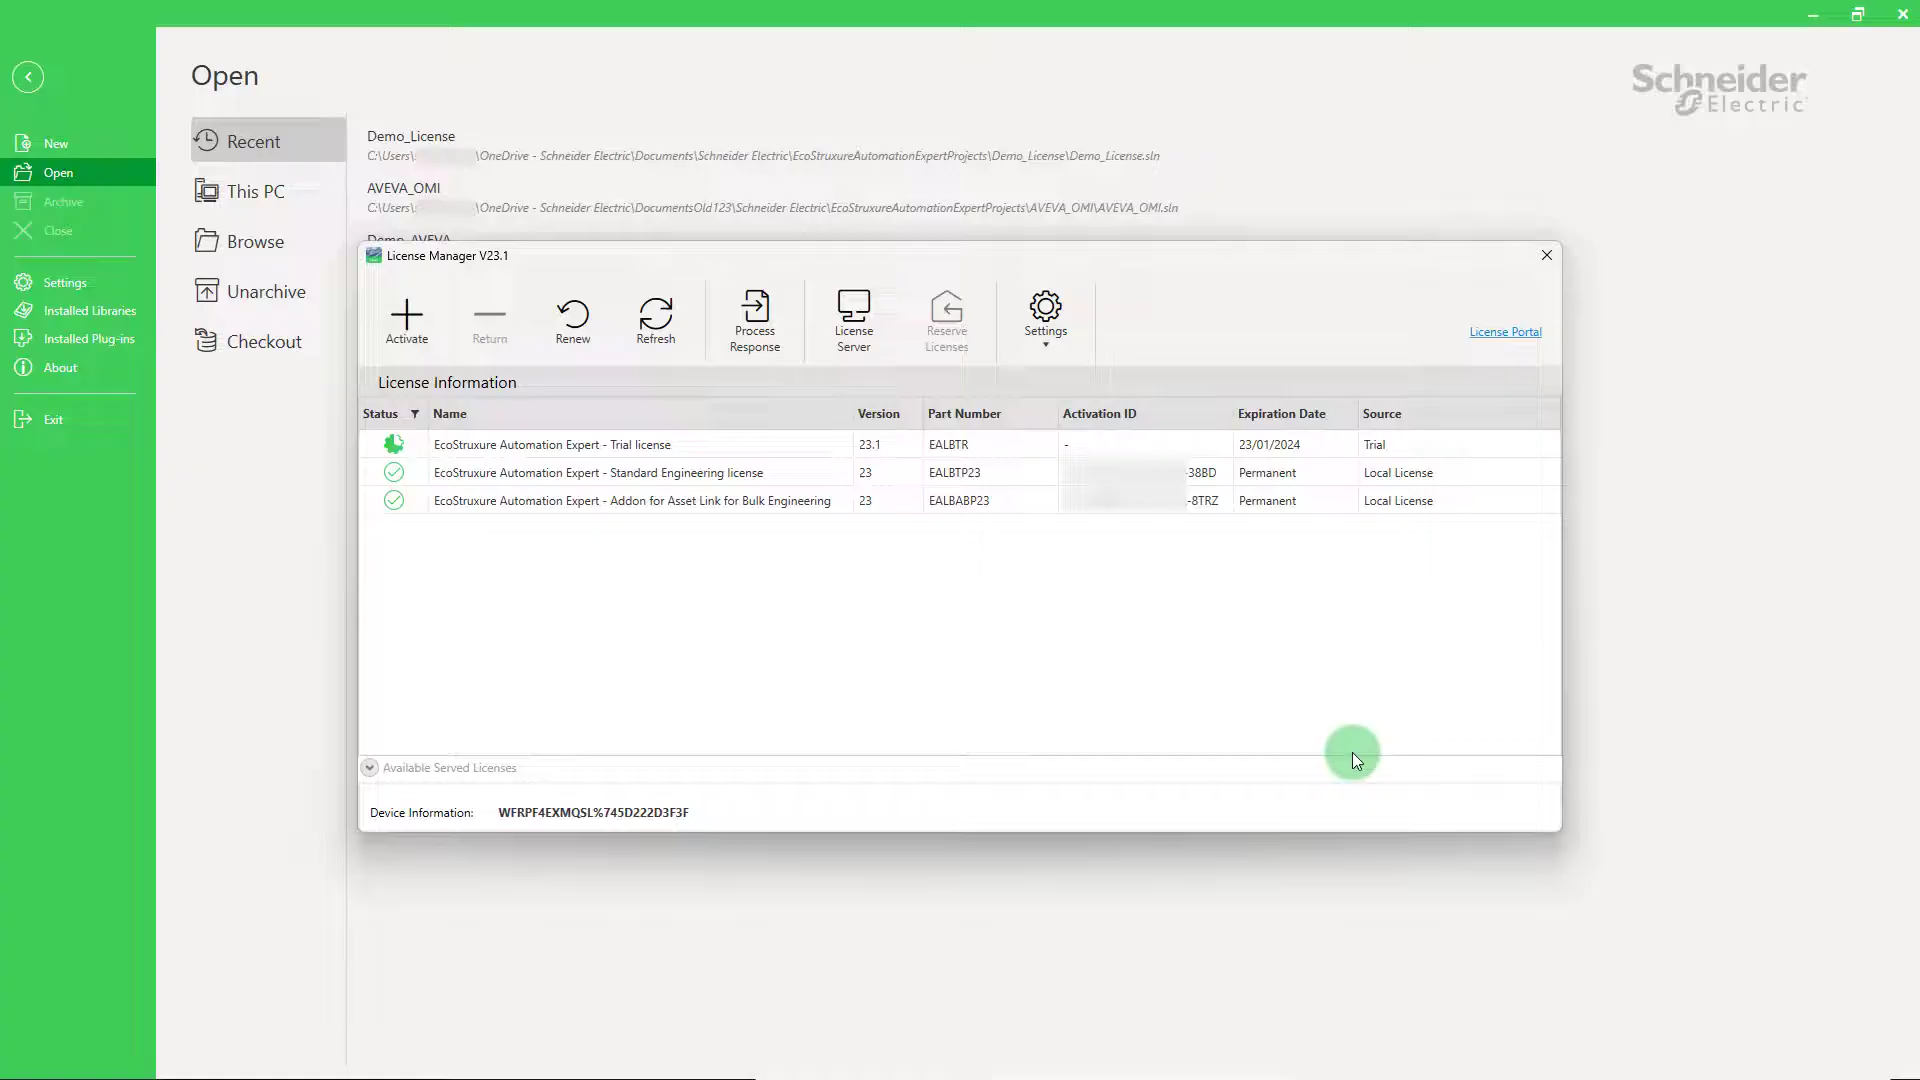 Open
Schneider
Electric
New
Open
Archive
Close
Settings
Installed Libraries
Installed Plug-ins
About
Exit
Recent
This PC
Browse
Unarchive
Checkout
Demo_License
C:\Users\ \OneDrive - Schneider Electric\Documents\Schneider Electric\EcoStruxureAutomationExpertProjects\Demo_License\Demo_License.sln
AVEVA_OMI
C:\Users\ \OneDrive - Schneider Electric\DocumentsOld123\Schneider Electric\EcoStruxureAutomationExpertProjects\AVEVA_OMI\AVEVA_OMI.sln
Demo_AVEVA
License Manager V23.1
Activate
Return
Renew
Refresh
Process
Response
License
Server
Reserve
Licenses
Settings
License Portal
License Information
Status Name Version Part Number Activation ID Expiration Date Source
EcoStruxure Automation Expert - Trial license 23.1 EALBTR - 23/01/2024 Trial
EcoStruxure Automation Expert - Standard Engineering license 23 EALBTP23 -38BD Permanent Local License
EcoStruxure Automation Expert - Addon for Asset Link for Bulk Engineering 23 EALBABP23 -8TRZ Permanent Local License
Available Served Licenses
Device Information: WFRPF4EXMQSL%745D222D3F3F